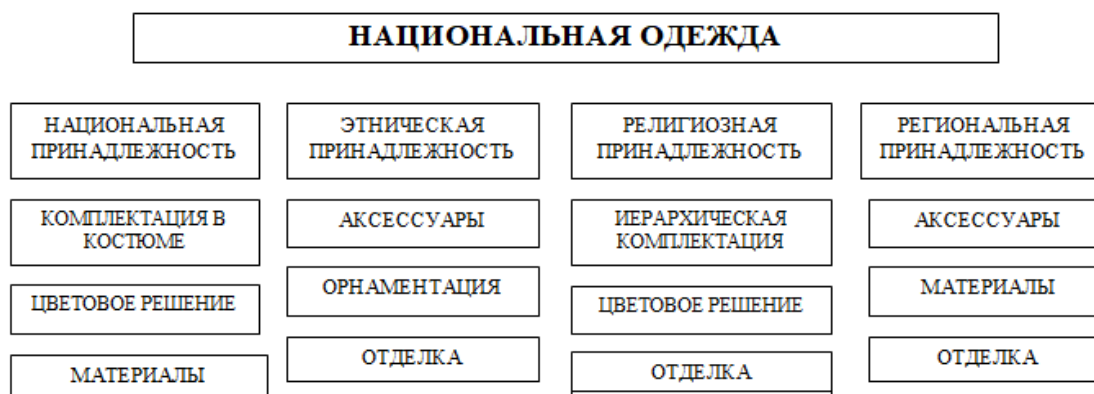 НАЦИОНАЛЬНАЯ ОДЕЖДА
НАЦИОНАЛЬНАЯ
ПРИНАДЛЕЖНОСТЬ
КОМПЛЕКТАЦИЯ В
КОСТЮМЕ
ЦВЕТОВОЕ РЕШЕНИЕ
МАТЕРИАЛЫ
ЭТНИЧЕСКАЯ
ПРИНАДЛЕЖНОСТЬ
АКСЕССУАРЫ
ОРНАМЕНТАЦИЯ
ОТДЕЛКА
РЕЛИГИОЗНАЯ
ПРИНАДЛЕЖНОСТЬ
ИЕРАРХИЧЕСКАЯ
КОМПЛЕКТАЦИЯ
ЦВЕТОВОЕ РЕШЕНИЕ
ОТДЕЛКА
РЕГИОНАЛЬНАЯ
ПРИНАДЛЕЖНОСТЬ
АКСЕССУАРЫ
МАТЕРИАЛЫ
ОТДЕЛКА